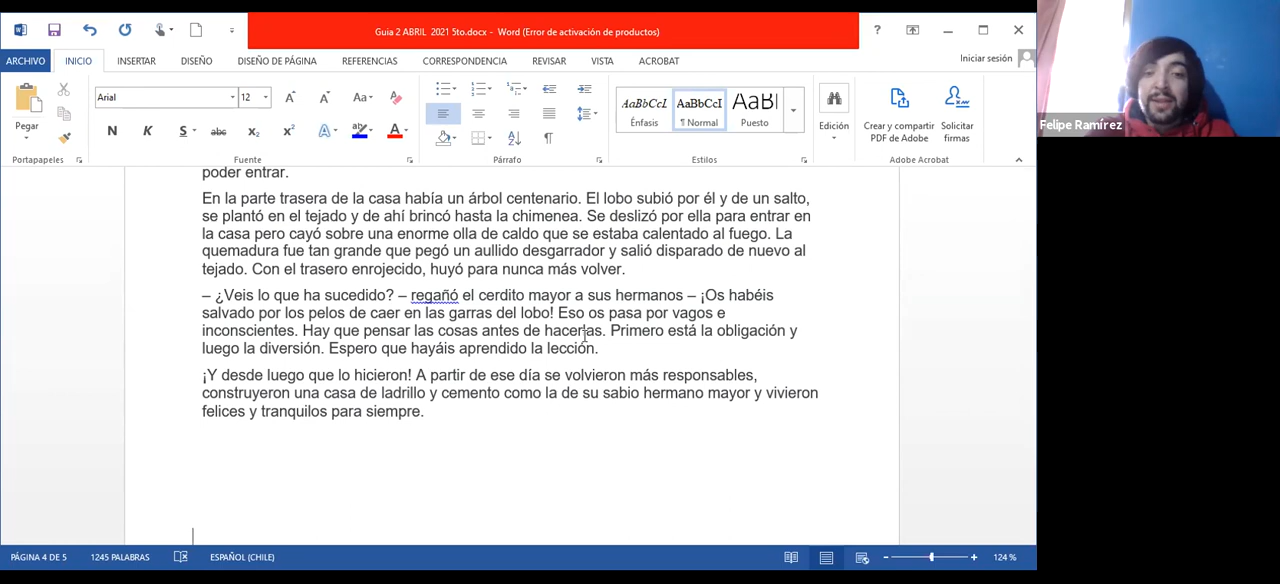 Guia 2 ABRIL 2021 5to.docx - Word (Error de activación de productos)
ARCHIVO INICIO INSERTAR DISEÑO DISEÑO DE PÁGINA REFERENCIAS CORRESPONDENCIA REVISAR VISTA ACROBAT Iniciar sesión
Pegar
Arial 12
N K S abc x₂ x²
AaBbCcL AaBbCcI AaBl
Énfasis ¶ Normal Puesto
Edición
Crear y compartir PDF de Adobe
Solicitar firmas
Portapapeles Fuente Párrafo Estilos Adobe Acrobat
Felipe Ramírez
poder entrar.
En la parte trasera de la casa había un árbol centenario. El lobo subió por él y de un salto,
se plantó en el tejado y de ahí brincó hasta la chimenea. Se deslizó por ella para entrar en
la casa pero cayó sobre una enorme olla de caldo que se estaba calentado al fuego. La
quemadura fue tan grande que pegó un aullido desgarrador y salió disparado de nuevo al
tejado. Con el trasero enrojecido, huyó para nunca más volver.
– ¿Veis lo que ha sucedido? – regañó el cerdito mayor a sus hermanos – ¡Os habéis
salvado por los pelos de caer en las garras del lobo! Eso os pasa por vagos e
inconscientes. Hay que pensar las cosas antes de hacerlas. Primero está la obligación y
luego la diversión. Espero que hayáis aprendido la lección.
¡Y desde luego que lo hicieron! A partir de ese día se volvieron más responsables,
construyeron una casa de ladrillo y cemento como la de su sabio hermano mayor y vivieron
felices y tranquilos para siempre.
PÁGINA 4 DE 5 1245 PALABRAS ESPAÑOL (CHILE) 124 %